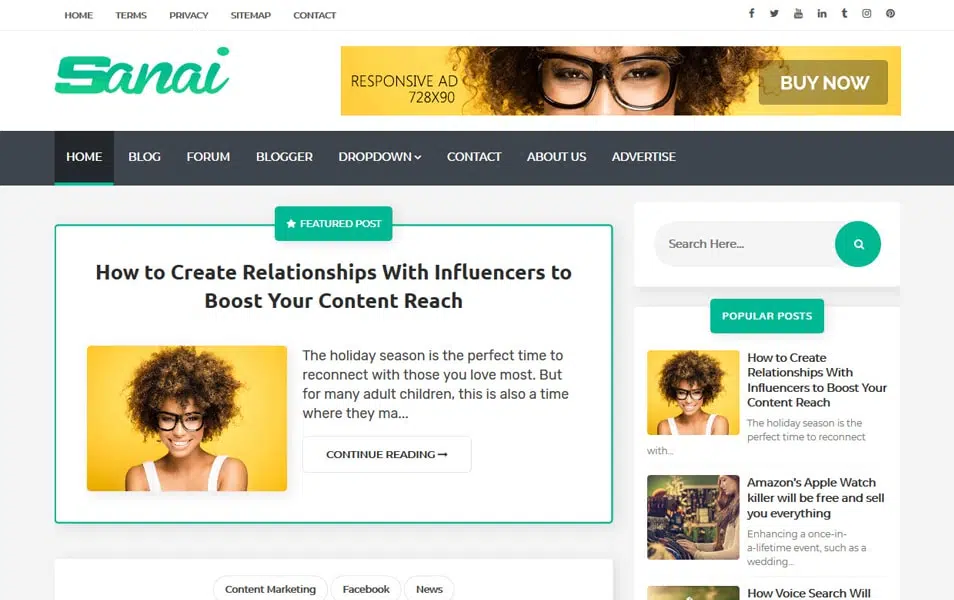 HOME TERMS PRIVACY SITEMAP CONTACT
Sanai
RESPONSIVE AD
728X90
BUY NOW
HOME BLOG FORUM BLOGGER DROPDOWN CONTACT ABOUT US ADVERTISE
FEATURED POST
How to Create Relationships With Influencers to
Boost Your Content Reach
The holiday season is the perfect time to
reconnect with those you love most. But
for many adult children, this is also a time
where they ma...
CONTINUE READING
Content Marketing Facebook News
Search Here...
POPULAR POSTS
How to Create
Relationships With
Influencers to Boost Your
Content Reach
The holiday season is the
perfect time to reconnect
with...
Amazon's Apple Watch
killer will be free and sell
you everything
Enhancing a once-in-
a-lifetime event, such as a
wedding...
How Voice Search Will